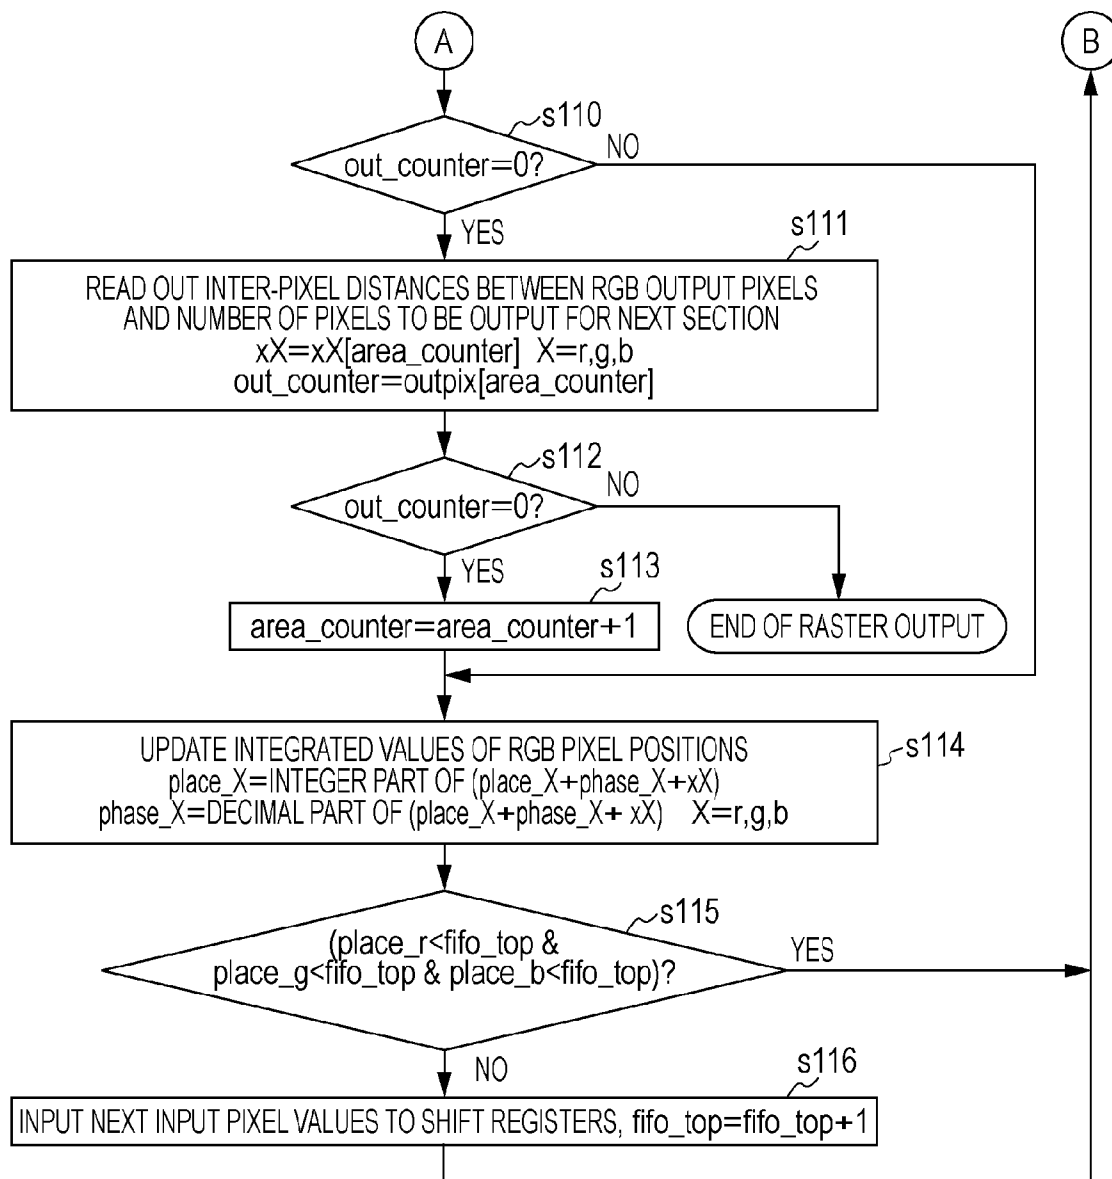 A
B
s110
out_counter=0?
NO
YES
s111
READ OUT INTER-PIXEL DISTANCES BETWEEN RGB OUTPUT PIXELS
AND NUMBER OF PIXELS TO BE OUTPUT FOR NEXT SECTION
xX=xX[area_counter] X=r,g,b
out_counter=outpix[area_counter]
s112
out_counter=0?
NO
YES
s113
area_counter=area_counter+1
END OF RASTER OUTPUT
UPDATE INTEGRATED VALUES OF RGB PIXEL POSITIONS
place_X=INTEGER PART OF (place_X+phase_X+xX)
phase_X=DECIMAL PART OF (place_X+phase_X+ xX) X=r,g,b
s114
s115
(place_r<fifo_top &
place_g<fifo_top & place_b<fifo_top)?
YES
NO
s116
INPUT NEXT INPUT PIXEL VALUES TO SHIFT REGISTERS, fifo_top=fifo_top+1